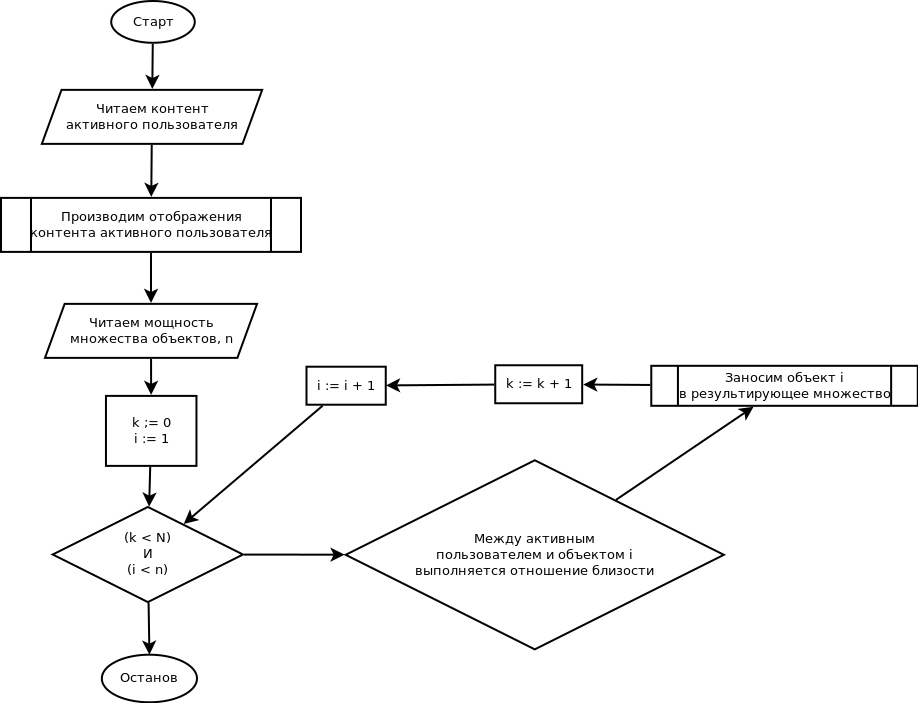 Старт
Читаем контент
активного пользователя
Производим отображения
контента активного пользователя
Читаем мощность
множества объектов, n
k ;= 0
i := 1
(k < N)
И
(i < n)
Останов
Между активным
пользователем и объектом i
выполняется отношение близости
Заносим объект i
в результирующее множество
k := k + 1
i := i + 1